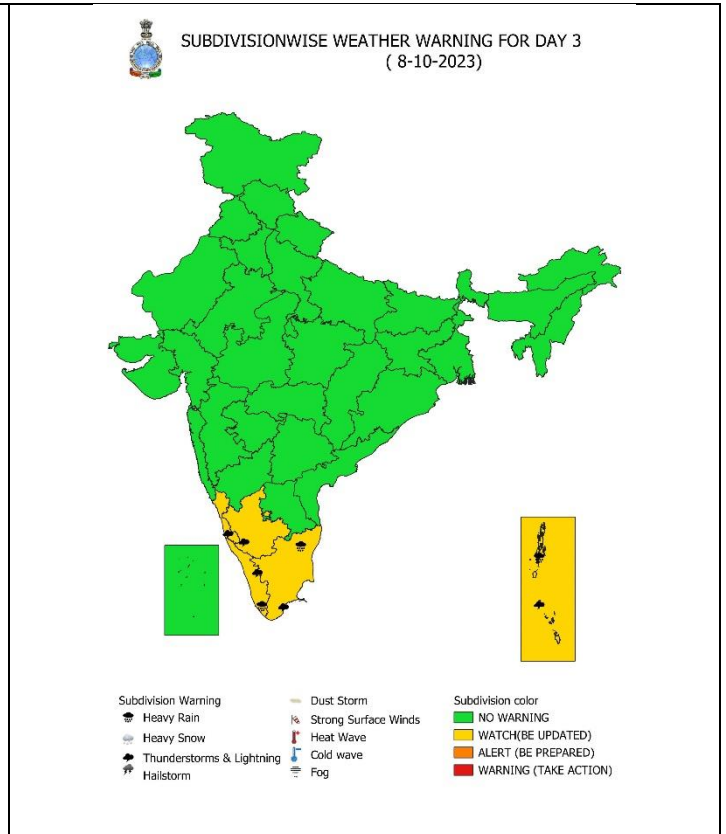 SUBDIVISIONWISE WEATHER WARNING FOR DAY 3
( 8-10-2023)
Subdivision Warning
Heavy Rain
Heavy Snow
Thunderstorms & Lightning
Hailstorm
Dust Storm
Strong Surface Winds
Heat Wave
Cold wave
Fog
Subdivision color
NO WARNING
WATCH(BE UPDATED)
ALERT (BE PREPARED)
WARNING (TAKE ACTION)